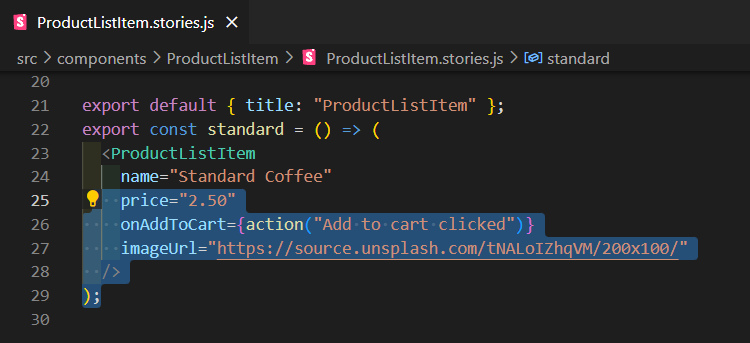 ProductListItem.stories.js ×
src > components > ProductListItem > ProductListItem.stories.js > standard
20
21 export default { title: "ProductListItem" };
22 export const standard = () => (
23   <ProductListItem
24     name="Standard Coffee"
25     price="2.50"
26     onAddToCart={action("Add to cart clicked")}
27     imageUrl="https://source.unsplash.com/tNALoIZhqVM/200x100/"
28   />
29 );
30